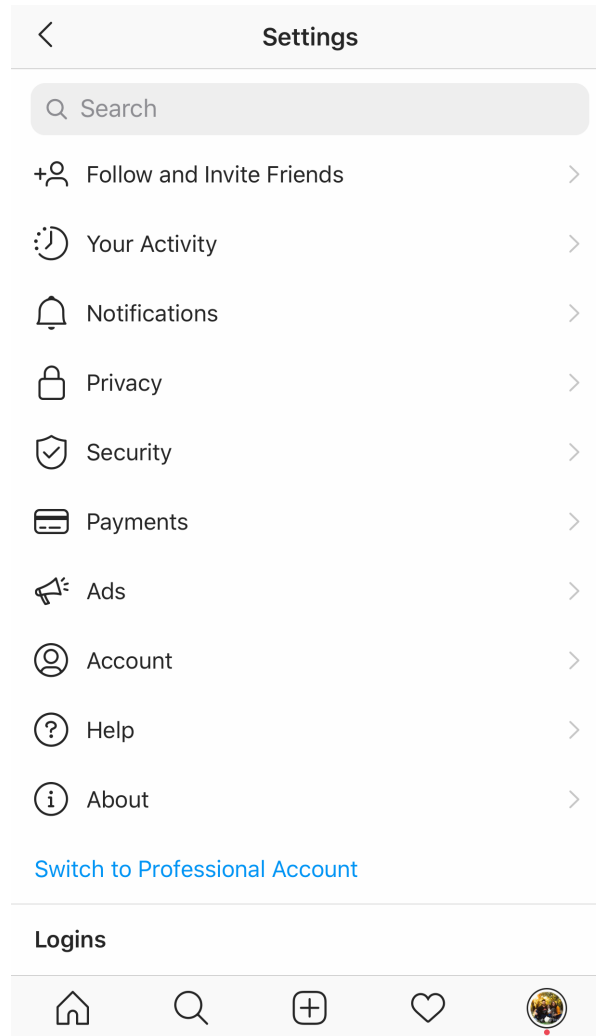 Settings
Search
Follow and Invite Friends
Your Activity
Notifications
Privacy
Security
Payments
Ads
Account
Help
About
Switch to Professional Account
Logins